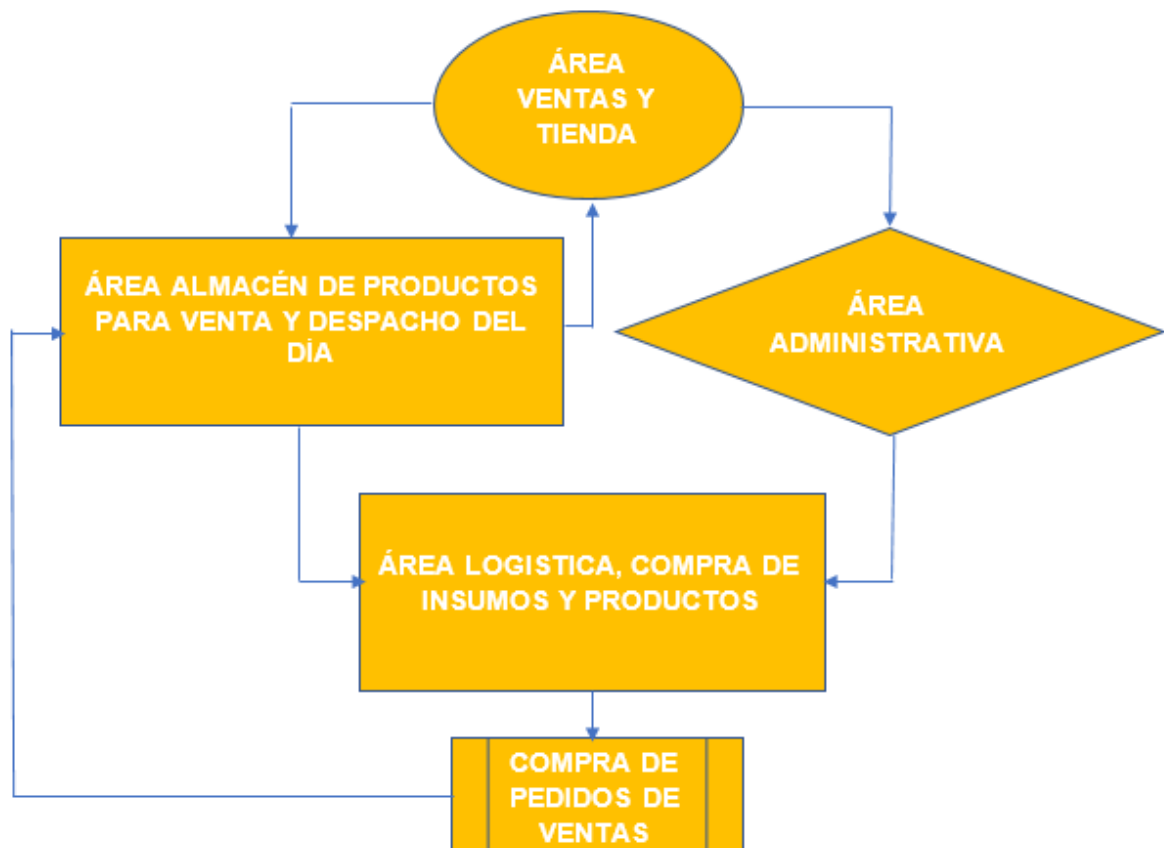 ÁREA
VENTAS Y
TIENDA
ÁREA ALMACÉN DE PRODUCTOS
PARA VENTA Y DESPACHO DEL
DÍA
ÁREA
ADMINISTRATIVA
ÁREA LOGISTICA, COMPRA DE
INSUMOS Y PRODUCTOS
COMPRA DE
PEDIDOS DE
VENTAS